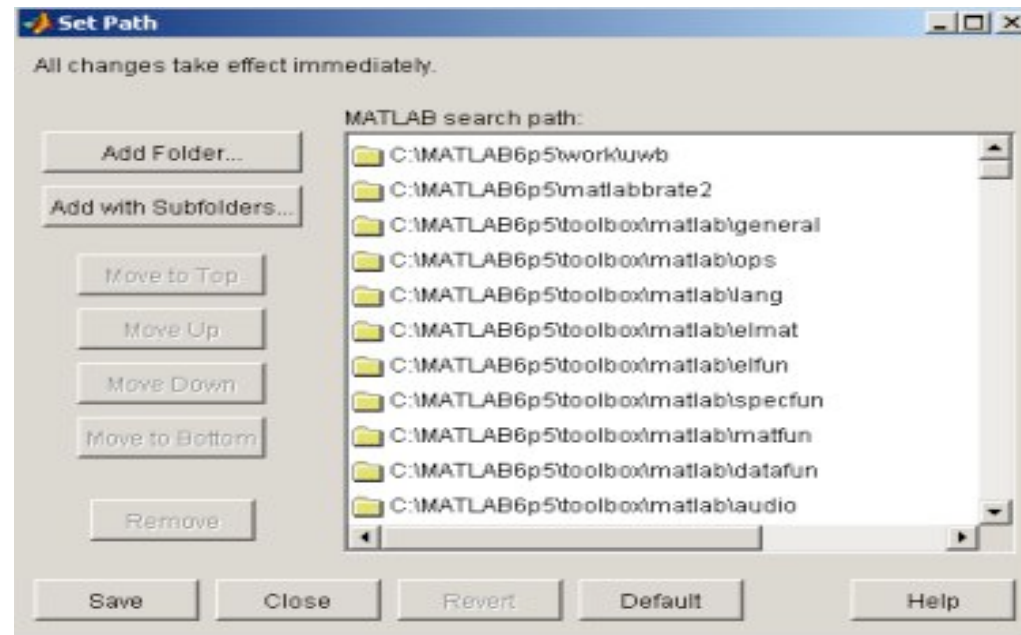 Set Path
All changes take effect immediately.
MATLAB search path:
Add Folder...
Add with Subfolders...
Move to Top
Move Up
Move Down
Move to Bottom
Remove
C:\MATLAB6p5\work\uwb
C:\MATLAB6p5\matlabbrate2
C:\MATLAB6p5\toolbox\matlab\general
C:\MATLAB6p5\toolbox\matlab\ops
C:\MATLAB6p5\toolbox\matlab\lang
C:\MATLAB6p5\toolbox\matlab\elmat
C:\MATLAB6p5\toolbox\matlab\elfun
C:\MATLAB6p5\toolbox\matlab\specfun
C:\MATLAB6p5\toolbox\matlab\matfun
C:\MATLAB6p5\toolbox\matlab\datafun
C:\MATLAB6p5\toolbox\matlab\audio
Save Close Revert Default Help